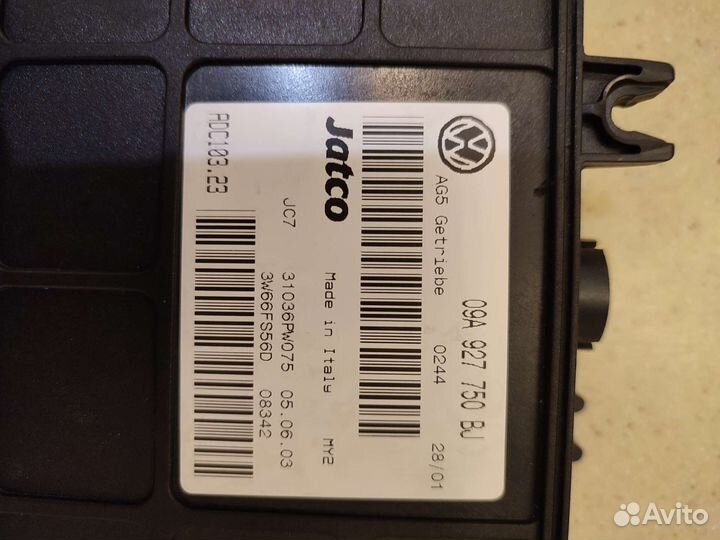 09A 927 750 BJ
AG5 Getriebe 0244 28/01
Jatco Made in Italy MY2
JC7 31036PW075 05.06.03
3W66FS56D 08342
ADC103.23
Avito